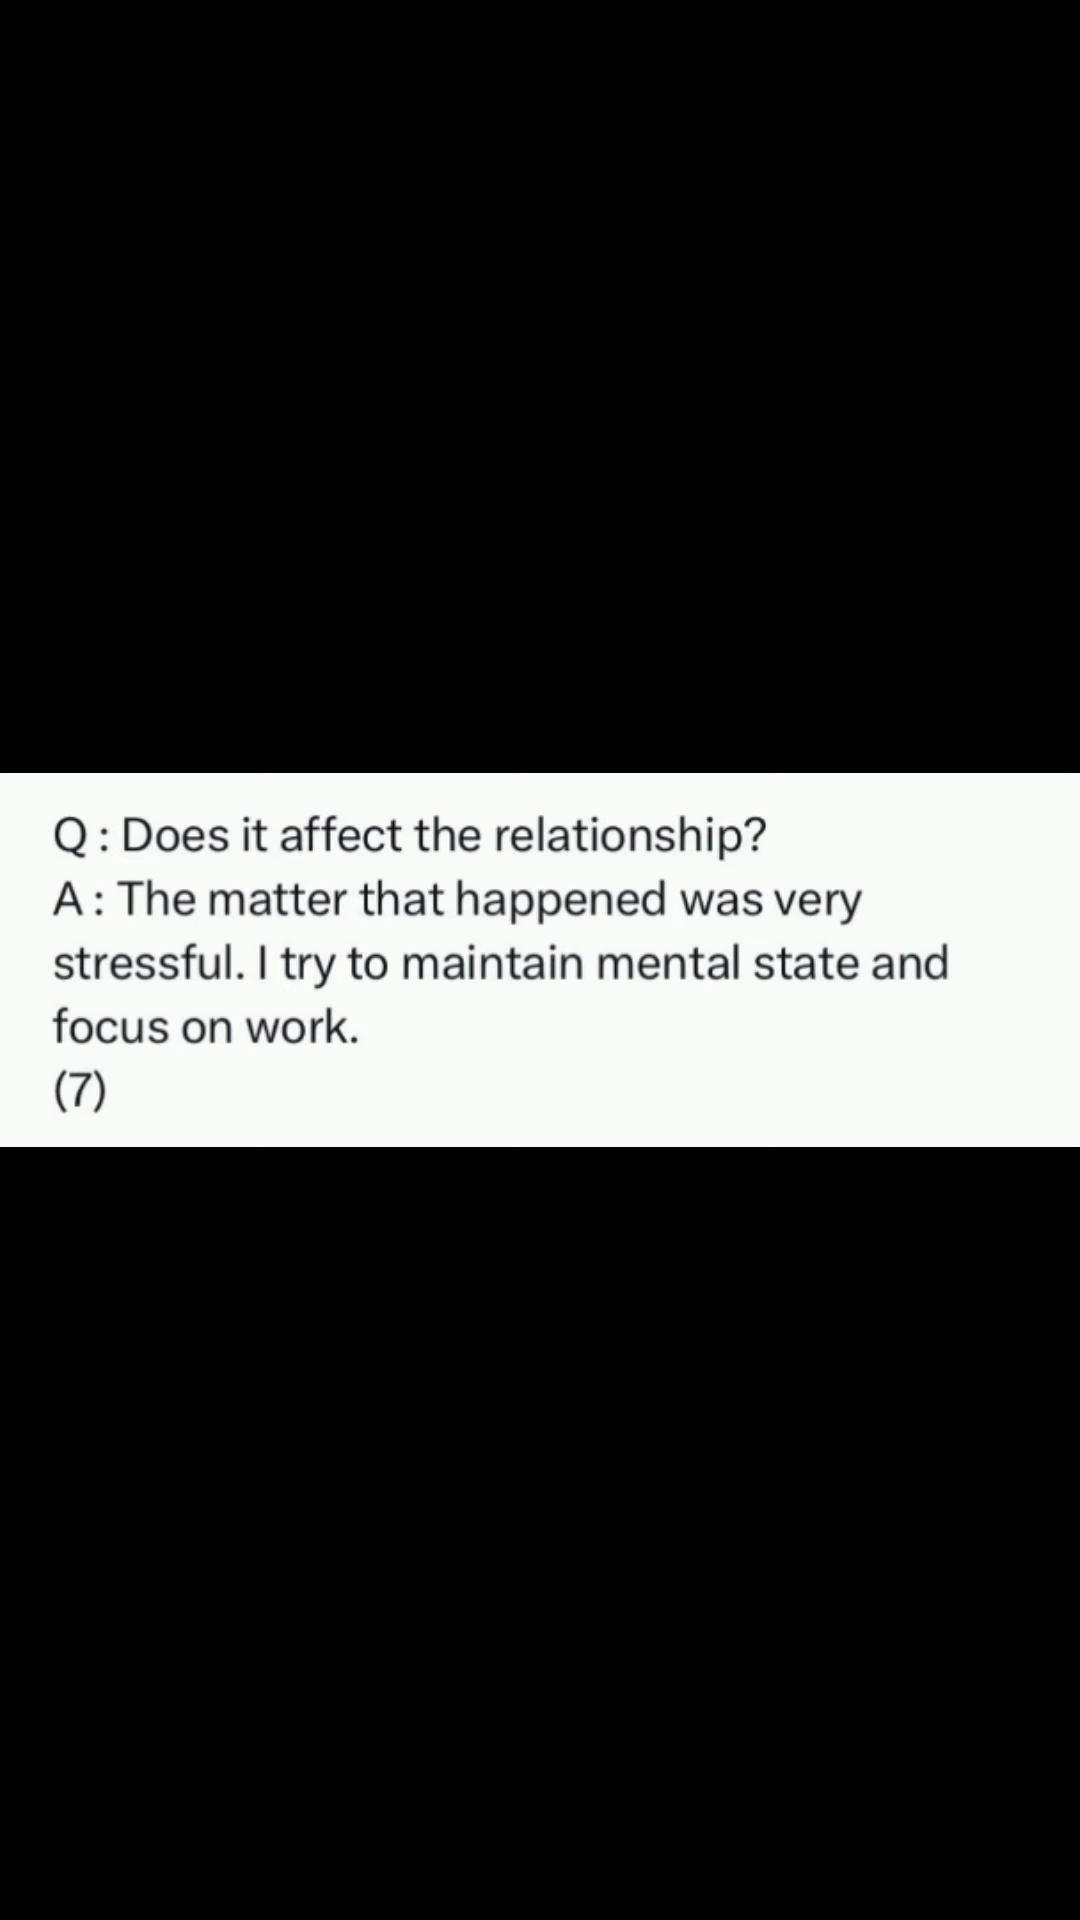 Q : Does it affect the relationship?
A : The matter that happened was very
stressful. I try to maintain mental state and
focus on work.
(7)